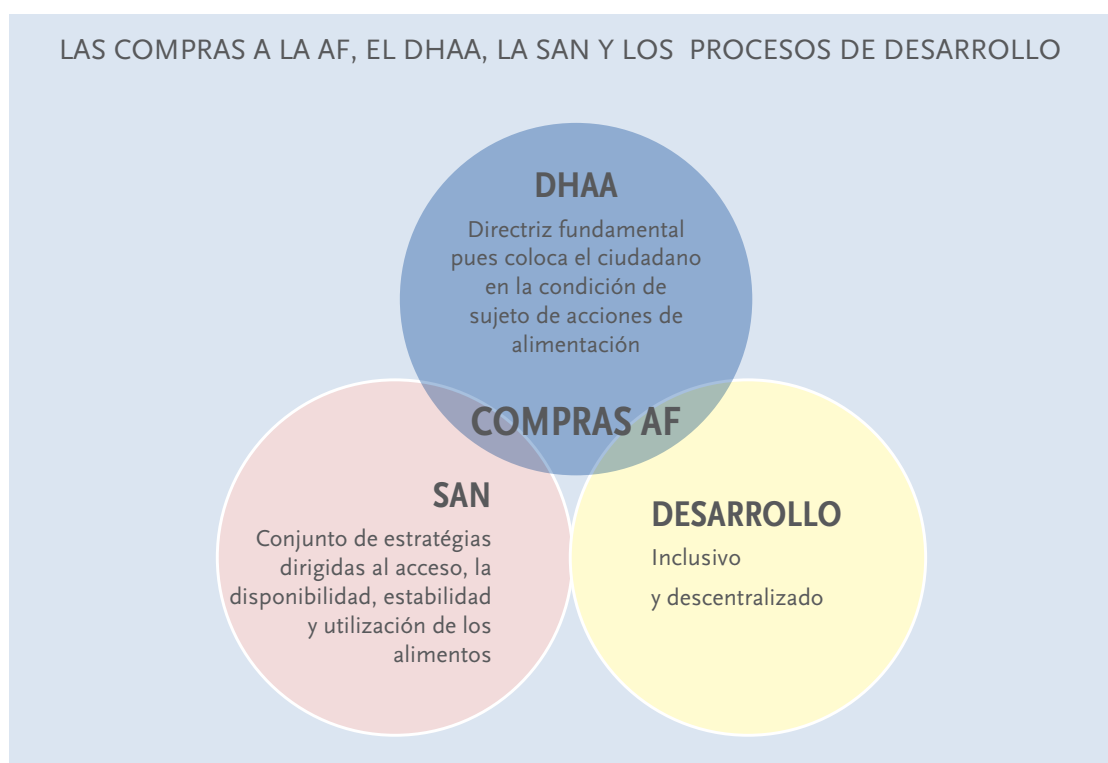 LAS COMPRAS A LA AF, EL DHAA, LA SAN Y LOS PROCESOS DE DESARROLLO
DHAA
Directriz fundamental
pues coloca el ciudadano
en la condición de
sujeto de acciones de
alimentación
COMPRAS AF
SAN
Conjunto de estratégias
dirigidas al acceso, la
disponibilidad, estabilidad
y utilización de los
alimentos
DESARROLLO
Inclusivo
y descentralizado